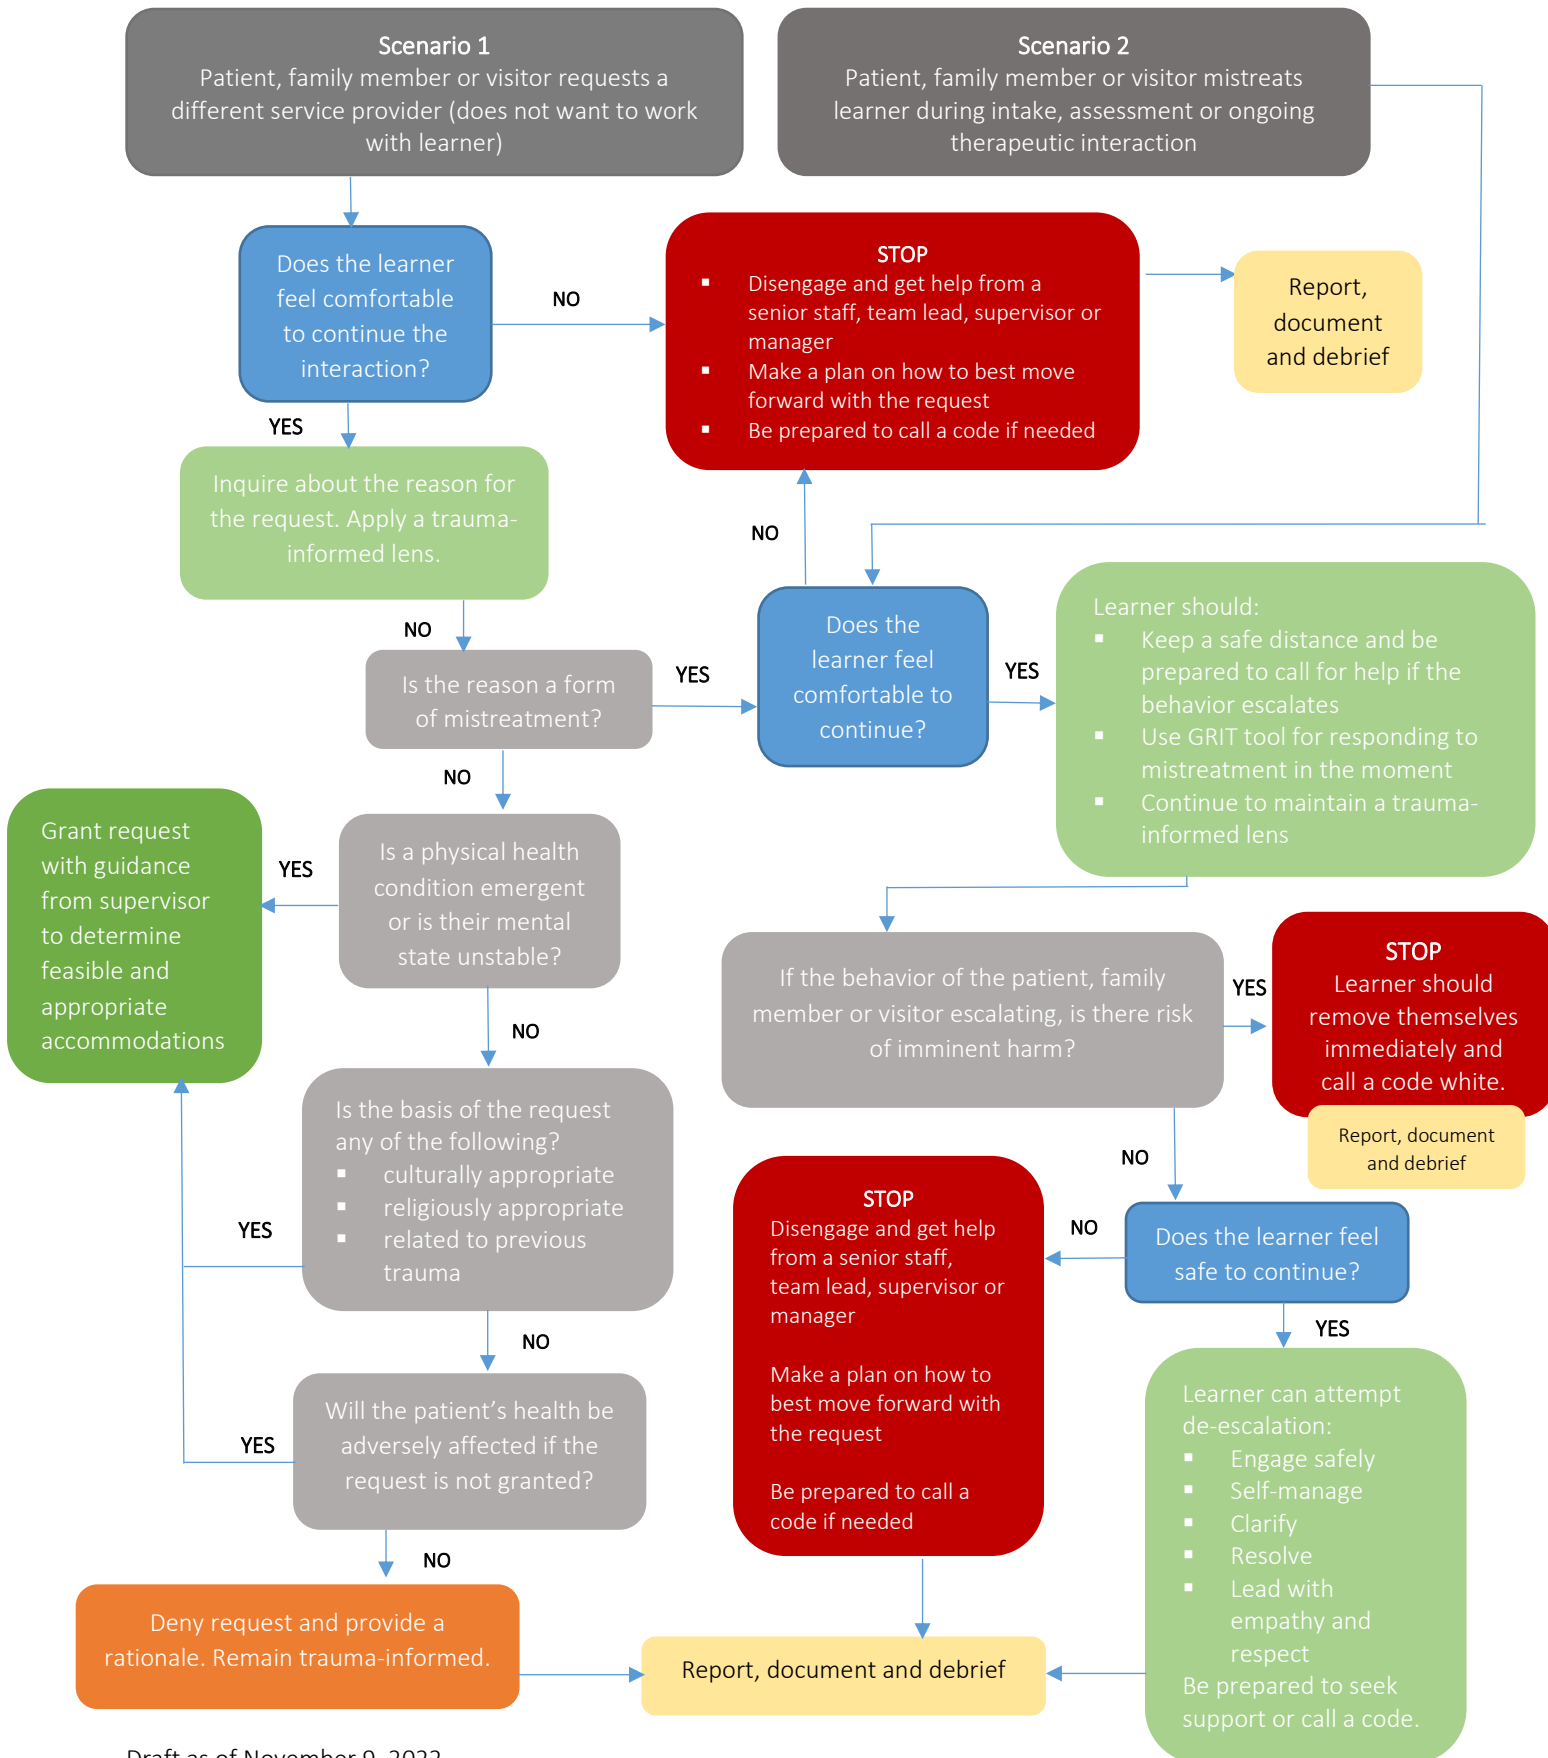 Scenario 1
Patient, family member or visitor requests a
different service provider (does not want to work
with learner)
Scenario 2
Patient, family member or visitor mistreats
learner during intake, assessment or ongoing
therapeutic interaction
Does the learner
feel comfortable
to continue the
interaction?
NO
STOP
▪ Disengage and get help from a
senior staff, team lead, supervisor or
manager
▪ Make a plan on how to best move
forward with the request
▪ Be prepared to call a code if needed
Report,
document
and debrief
YES
Inquire about the reason for
the request. Apply a trauma-
informed lens.
NO
NO
Is the reason a form
of mistreatment?
YES
Does the
learner feel
comfortable to
continue?
YES
Learner should:
▪ Keep a safe distance and be
prepared to call for help if the
behavior escalates
▪ Use GRIT tool for responding to
mistreatment in the moment
▪ Continue to maintain a trauma-
informed lens
NO
Grant request
with guidance
from supervisor
to determine
feasible and
appropriate
accommodations
YES
Is a physical health
condition emergent
or is their mental
state unstable?
If the behavior of the patient, family
member or visitor escalating, is there risk
of imminent harm?
YES
STOP
Learner should
remove themselves
immediately and
call a code white.
Report, document
and debrief
NO
Is the basis of the request
any of the following?
▪ culturally appropriate
▪ religiously appropriate
▪ related to previous
trauma
YES
NO
STOP
Disengage and get help
from a senior staff,
team lead, supervisor or
manager
Make a plan on how to
best move forward with
the request
Be prepared to call a
code if needed
NO
Does the learner feel
safe to continue?
YES
NO
Will the patient’s health be
adversely affected if the
request is not granted?
YES
Learner can attempt
de-escalation:
▪ Engage safely
▪ Self-manage
▪ Clarify
▪ Resolve
▪ Lead with
empathy and
respect
Be prepared to seek
support or call a code.
NO
Deny request and provide a
rationale. Remain trauma-informed.
Report, document and debrief
Draft as of November 9, 2022